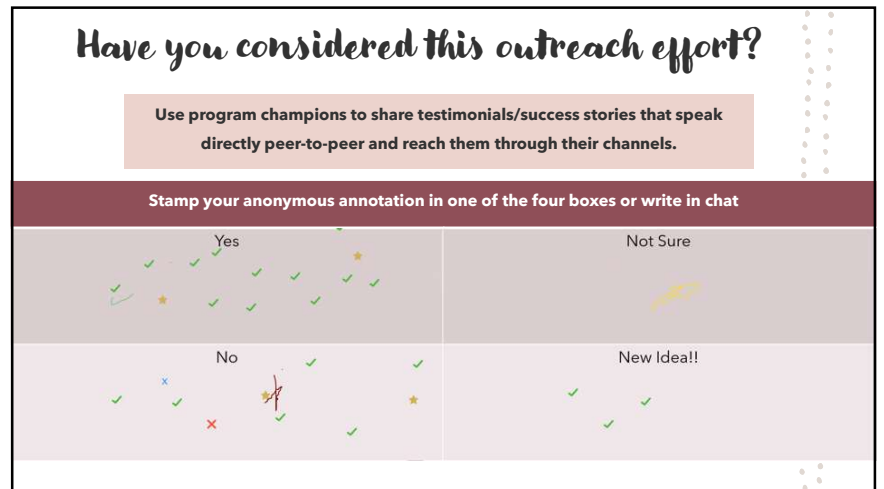 Have you considered this outreach effort?
Use program champions to share testimonials/success stories that speak
directly peer-to-peer and reach them through their channels.
Stamp your anonymous annotation in one of the four boxes or write in chat
Yes
Not Sure
No
New Idea!!